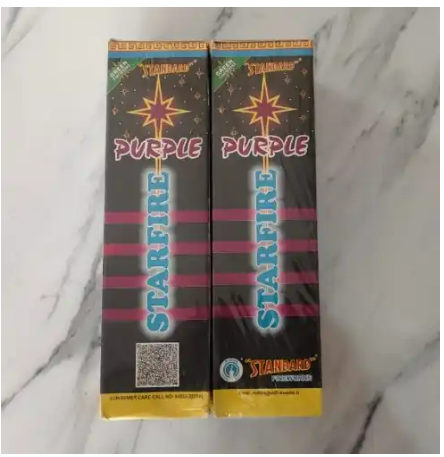 GREEN
"STANDARD"
PURPLE
STARFIRE
GREEN
"STANDARD"
PURPLE
STARFIRE
"STANDARD"
FIREWORKS